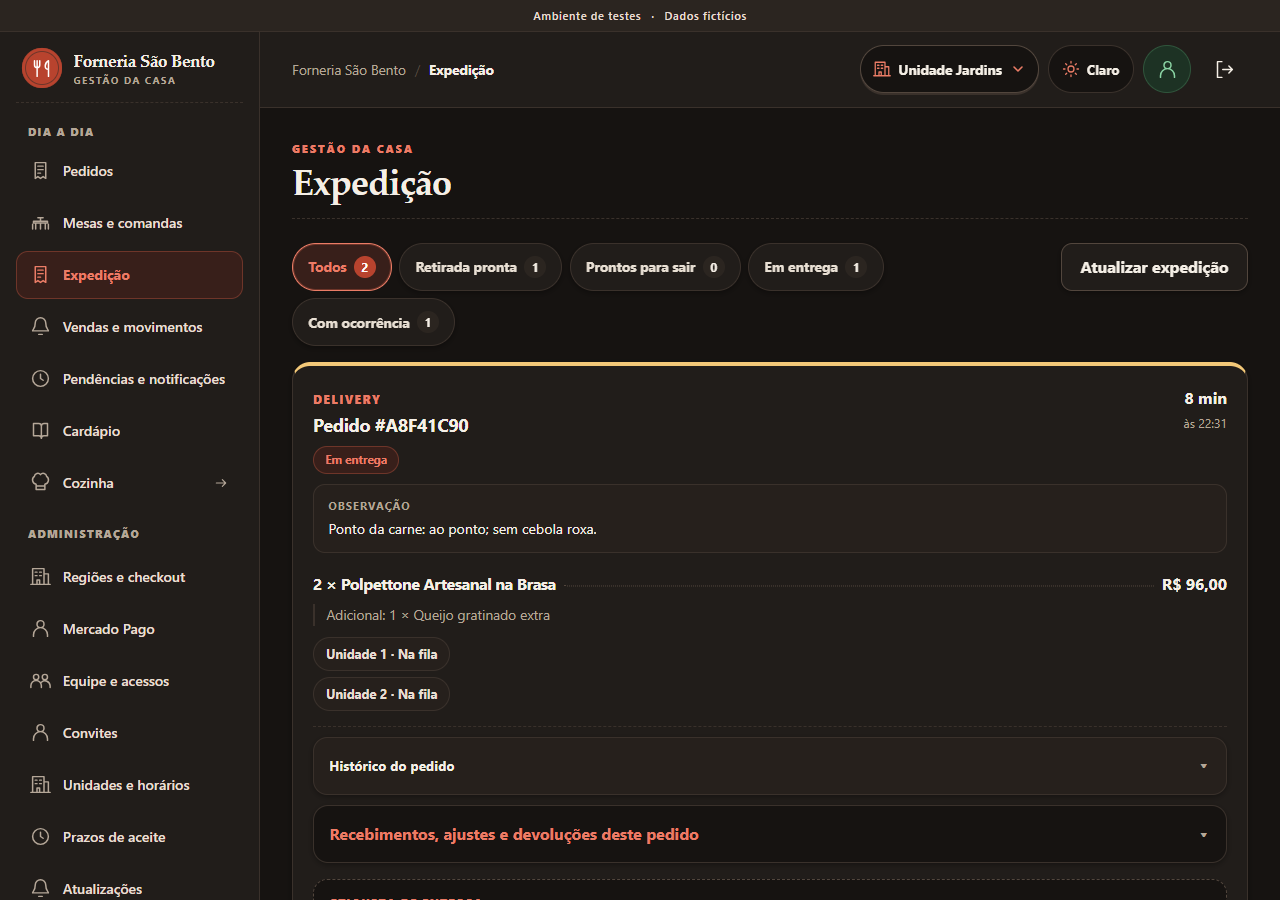 Ambiente de testes · Dados fictícios
Forneria São Bento
GESTÃO DA CASA
DIA A DIA
Pedidos
Mesas e comandas
Expedição
Vendas e movimentos
Pendências e notificações
Cardápio
Cozinha →
ADMINISTRAÇÃO
Regiões e checkout
Mercado Pago
Equipe e acessos
Convites
Unidades e horários
Prazos de aceite
Atualizações
Forneria São Bento / Expedição
Unidade Jardins
Claro
GESTÃO DA CASA
Expedição
Todos 2
Retirada pronta 1
Prontos para sair 0
Em entrega 1
Com ocorrência 1
Atualizar expedição
DELIVERY
8 min
Pedido #A8F41C90
às 22:31
Em entrega
OBSERVAÇÃO
Ponto da carne: ao ponto; sem cebola roxa.
2 × Polpettone Artesanal na Brasa R$ 96,00
Adicional: 1 × Queijo gratinado extra
Unidade 1 · Na fila
Unidade 2 · Na fila
Histórico do pedido
Recebimentos, ajustes e devoluções deste pedido